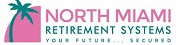 NORTH MIAMI
RETIREMENT SYSTEMS
YOUR FUTURE... SECURED